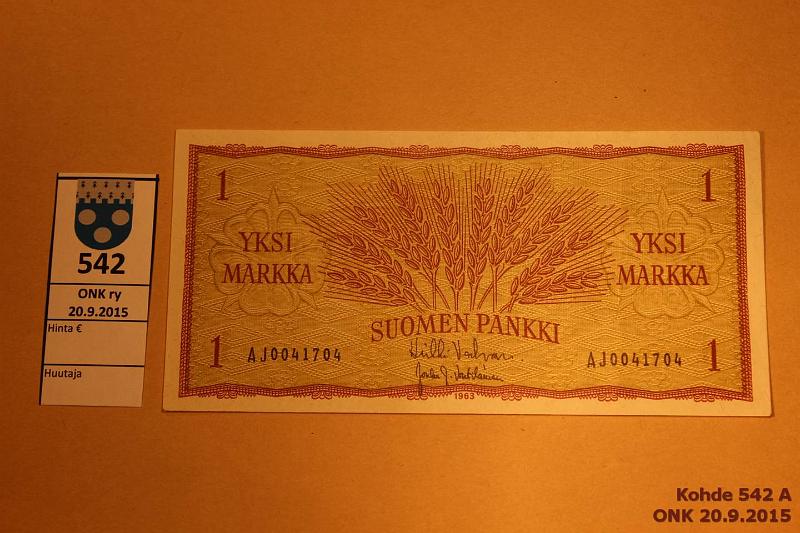 542
ONK ry
20.9.2015
Hinta €
Huutaja
1 1
YKSI MARKKA
YKSI MARKKA
SUOMEN PANKKI
1 AJ0041704 AJ0041704 1
1963
Kohde 542 A
ONK 20.9.2015